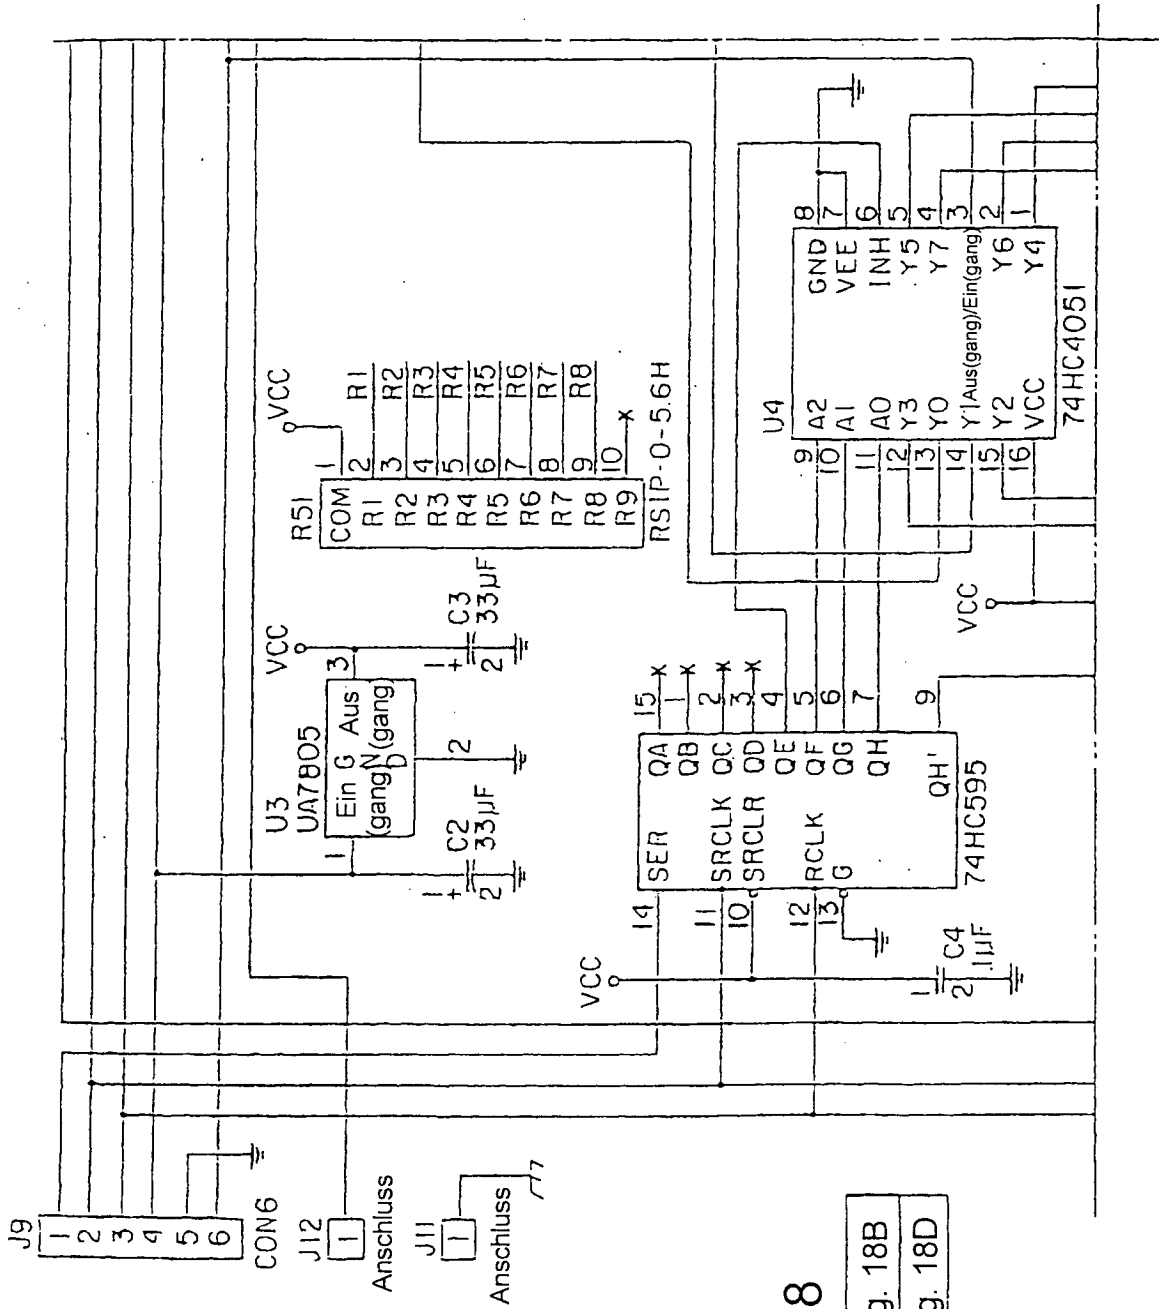 J9
1
2
3
4
5
6
CON6
J12
1
Anschluss
J11
1
Anschluss
U3
UA7805
Ein G Aus
(gang N (gang)
D
1
2
3
VCC
C2
33µF
1
+
2
C3
33µF
1
+
2
R51
VCC
COM 1
R1 2 R1
R2 3 R2
R3 4 R3
R4 5 R4
R5 6 R5
R6 7 R6
R7 8 R7
R8 9 R8
R9 10 x
RSIP-0-5.6H
VCC
14 SER QA 15 x
QB 1 x
11 SRCLK QC 2 x
10 SRCLR QD 3 x
QE 4
12 RCLK QF 5
13 G QG 6
QH 7
QH' 9
74HC595
C4
.1µF
1
2
U4
9 A2 GND 8
10 A1 VEE 7
11 A0 INH 6
12 Y3 Y5 5
13 Y0 Y7 4
14 Y1 Aus(gang)/Ein(gang) 3
15 Y2 Y6 2
16 VCC Y4 1
74HC4051
VCC
8
g. 18B
g. 18D